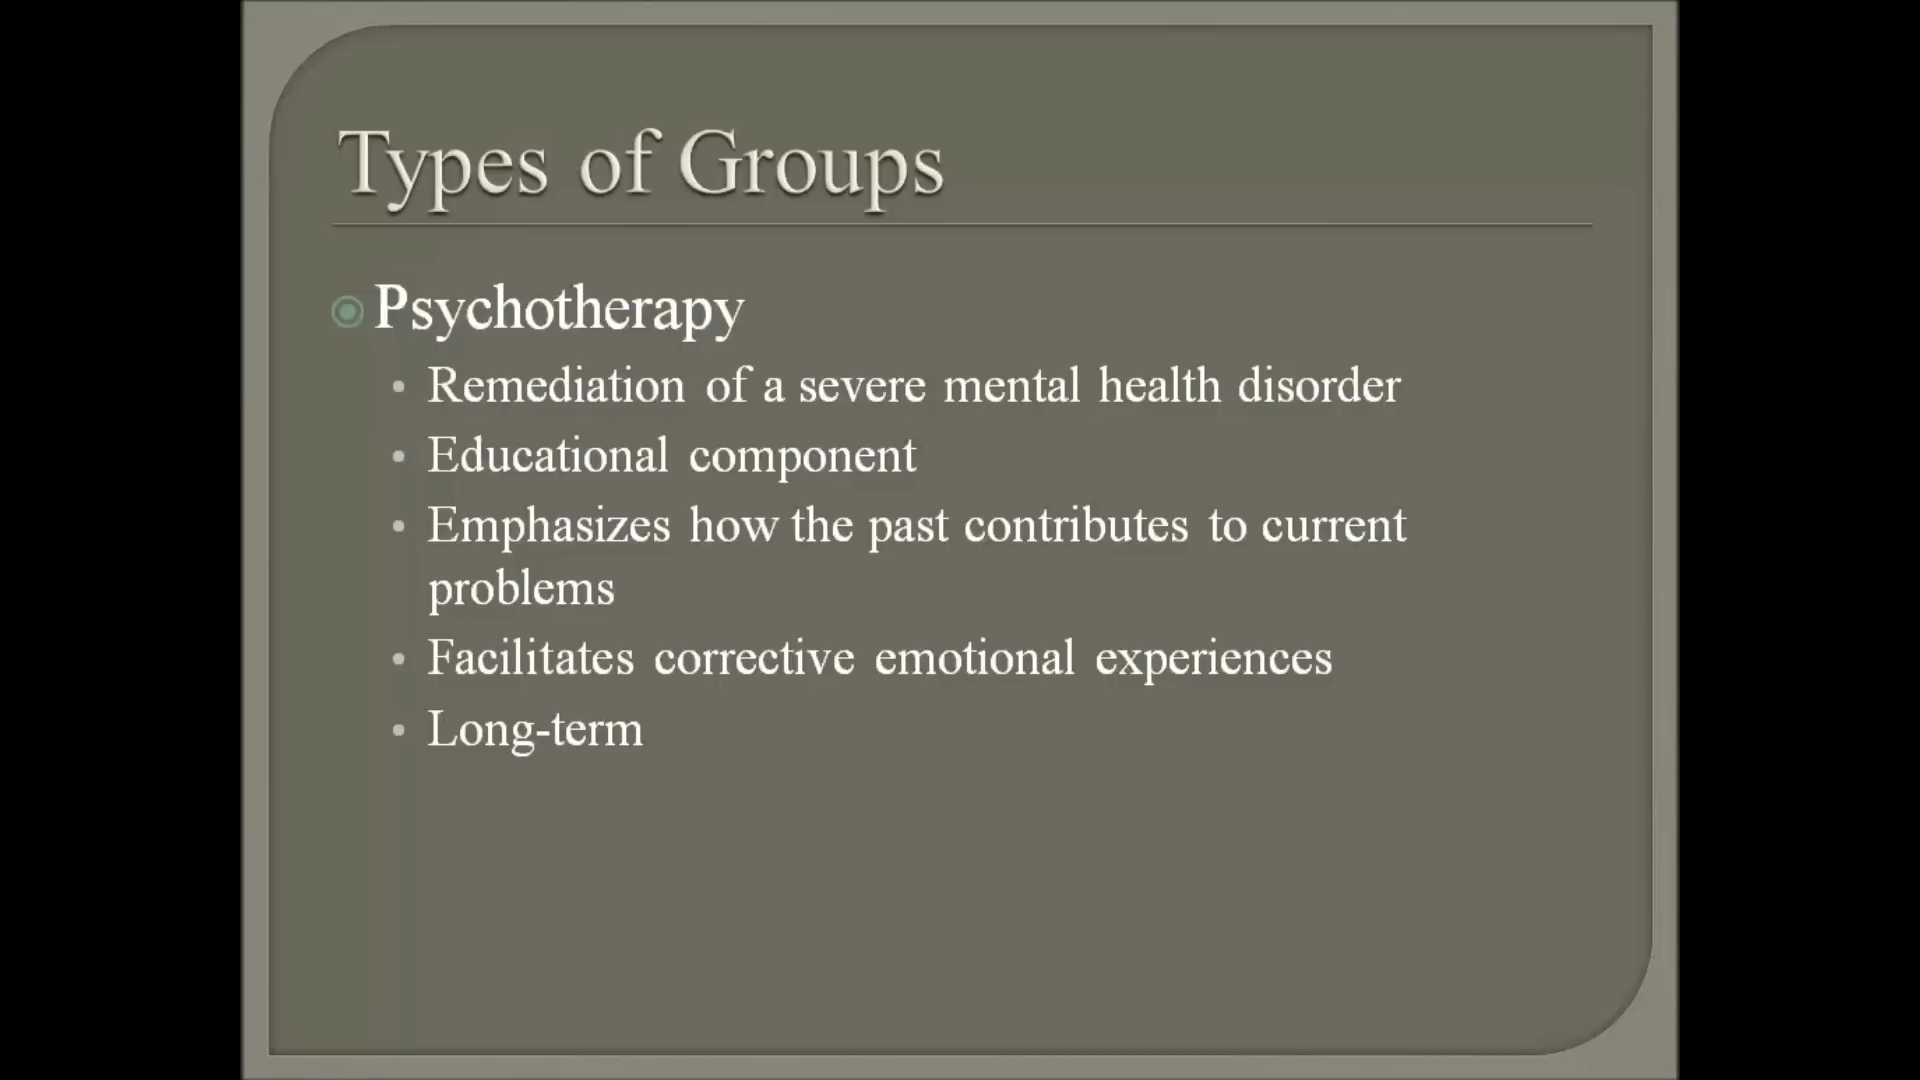 Types of Groups
Psychotherapy
• Remediation of a severe mental health disorder
• Educational component
• Emphasizes how the past contributes to current
problems
• Facilitates corrective emotional experiences
• Long-term